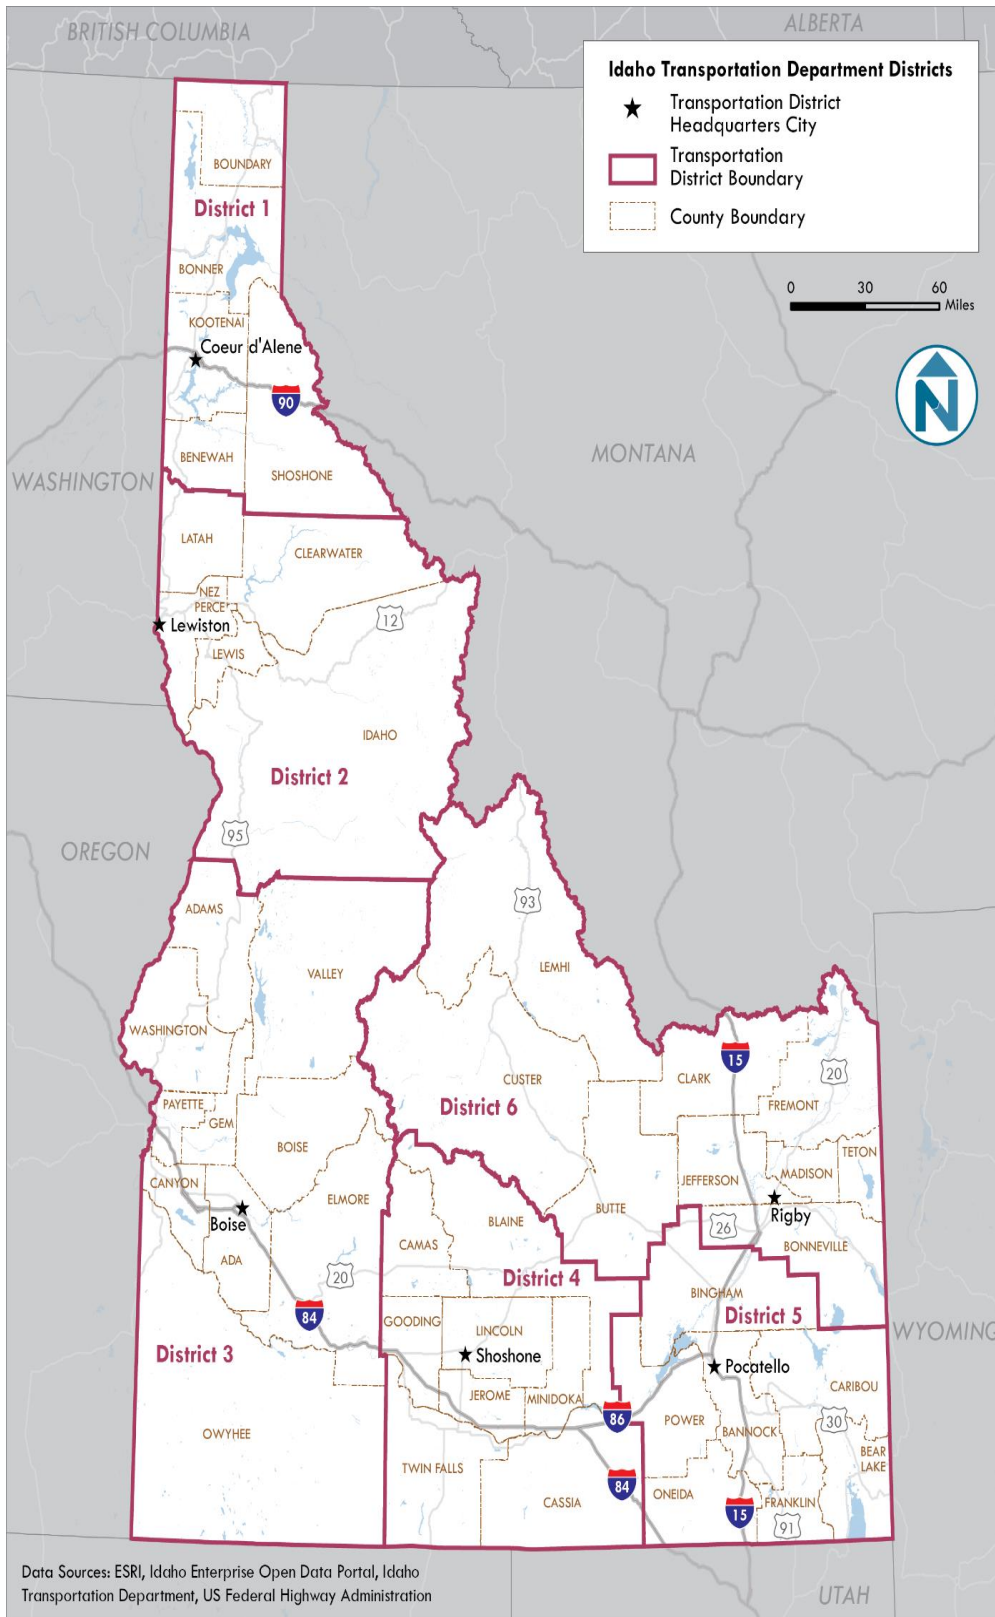 BRITISH COLUMBIA
ALBERTA
Idaho Transportation Department Districts
Transportation District
Headquarters City
Transportation
District Boundary
County Boundary
0 30 60
Miles
N
BOUNDARY
District 1
BONNER
KOOTENAI
Coeur d'Alene
90
MONTANA
WASHINGTON
BENEWAH
SHOSHONE
LATAH
CLEARWATER
NEZ
PERCE
12
Lewiston
LEWIS
IDAHO
District 2
95
OREGON
93
ADAMS
LEMHI
VALLEY
WASHINGTON
15
CLARK
20
CUSTER
District 6
FREMONT
PAYETTE
GEM
BOISE
TETON
MADISON
JEFFERSON
CANYON
ELMORE
Rigby
BUTTE
BLAINE
Boise
26
CAMAS
BONNEVILLE
ADA
20
District 4
BINGHAM
District 5
84
GOODING
LINCOLN
WYOMING
District 3
Shoshone
Pocatello
CARIBOU
JEROME
MINIDOKA
86
POWER
BANNOCK
30
OWYHEE
BEAR
LAKE
TWIN FALLS
84
ONEIDA
CASSIA
15
FRANKLIN
91
Data Sources: ESRI, Idaho Enterprise Open Data Portal, Idaho
Transportation Department, US Federal Highway Administration
UTAH